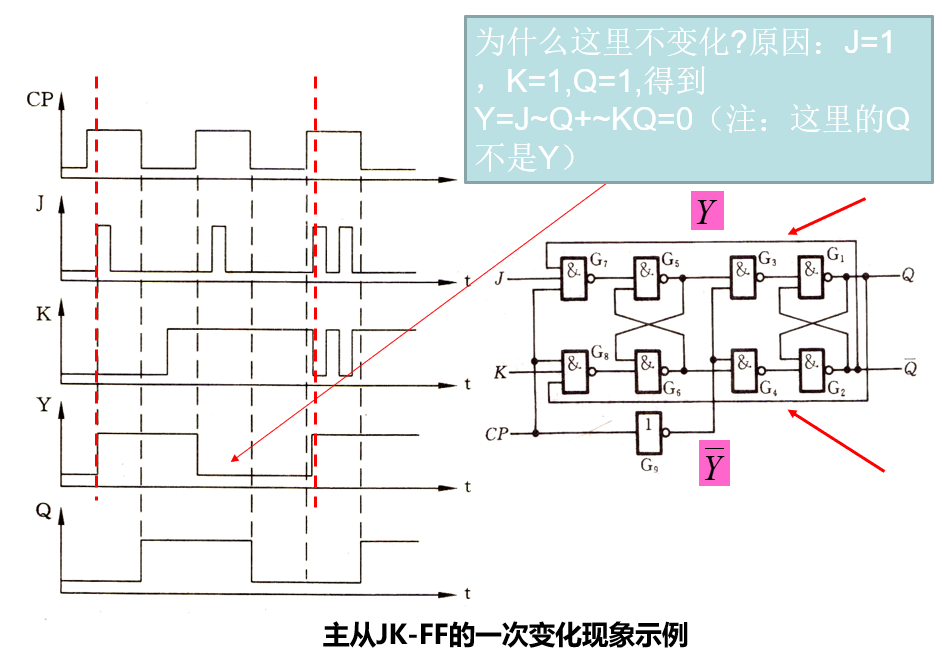 为什么这里不变化?原因：J=1
，K=1,Q=1,得到
Y=J~Q+~KQ=0（注：这里的Q
不是Y）
CP
t
J
t
K
t
Y
t
Q
t
Y
J
K
CP
&
G₇
&
G₅
&
G₃
&
G₁
Q
&
G₈
&
G₆
&
G₄
&
G₂
Q̅
1
G₉
Y̅
主从JK-FF的一次变化现象示例